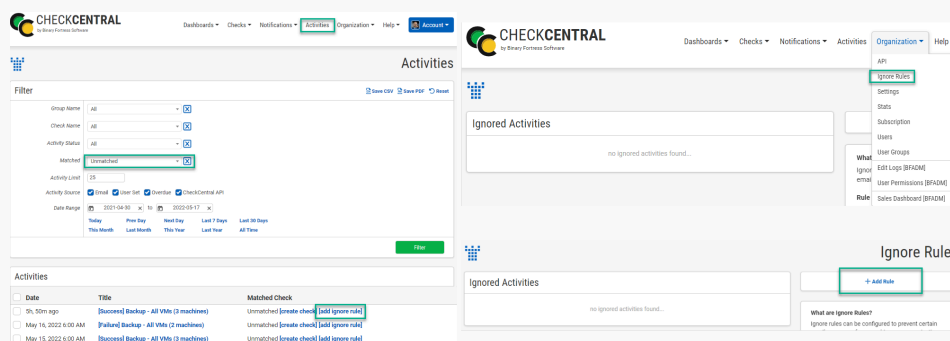 CHECKCENTRAL
by Binary Fortress Software
Dashboards Checks Notifications Activities Organization Help Account
Activities
Filter
Save CSV Save PDF Reset
Group Name All
Check Name All
Activity Status All
Matched Unmatched
Activity Limit 25
Activity Source Email User Set Overdue CheckCentral API
Date Range 2021-04-30 x to 2022-05-17 x
Today Prev Day Next Day Last 7 Days Last 30 Days
This Month Last Month This Year Last Year All Time
Filter
Activities
Date Title Matched Check
5h, 50m ago [Success] Backup - All VMs (3 machines) Unmatched [create check] [add ignore rule]
May 16, 2022 6:00 AM [Failure] Backup - All VMs (2 machines) Unmatched [create check] [add ignore rule]
May 15, 2022 6:00 AM [Success] Backup - All VMs (3 machines) Unmatched [create check] [add ignore rule]
CHECKCENTRAL
by Binary Fortress Software
Dashboards Checks Notifications Activities Organization Help
API
Ignore Rules
Settings
Stats
Subscription
Users
User Groups
Edit Logs [BFADM]
User Permissions [BFADM]
Sales Dashboard [BFADM]
Ignored Activities
no ignored activities found...
What
Ignor
emai
Rule
Ignore Rule
Ignored Activities
no ignored activities found...
+ Add Rule
What are Ignore Rules?
Ignore rules can be configured to prevent certain